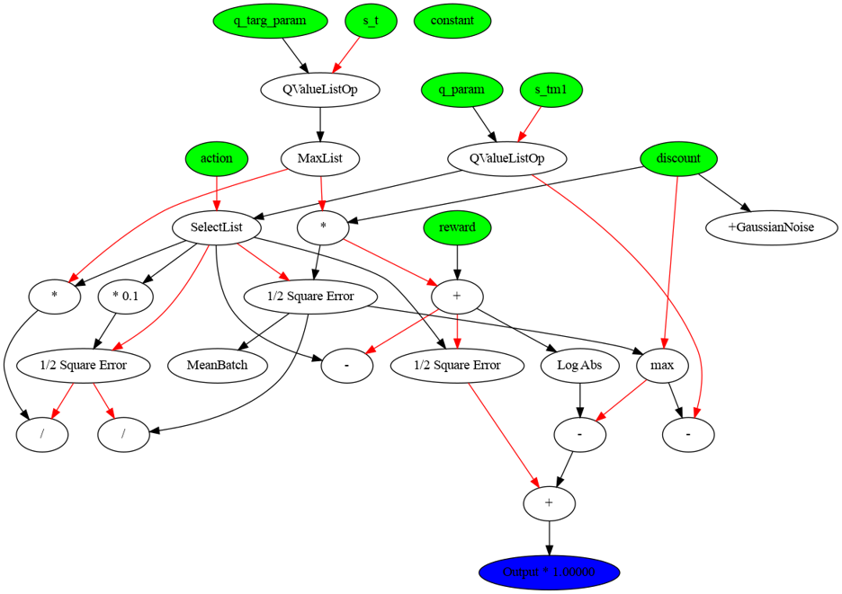 q_targ_param
s_t
constant
QValueListOp
q_param
s_tm1
action
MaxList
QValueListOp
discount
SelectList
*
reward
+GaussianNoise
*
* 0.1
1/2 Square Error
+
1/2 Square Error
MeanBatch
-
1/2 Square Error
Log Abs
max
/
/
-
-
+
Output * 1.00000